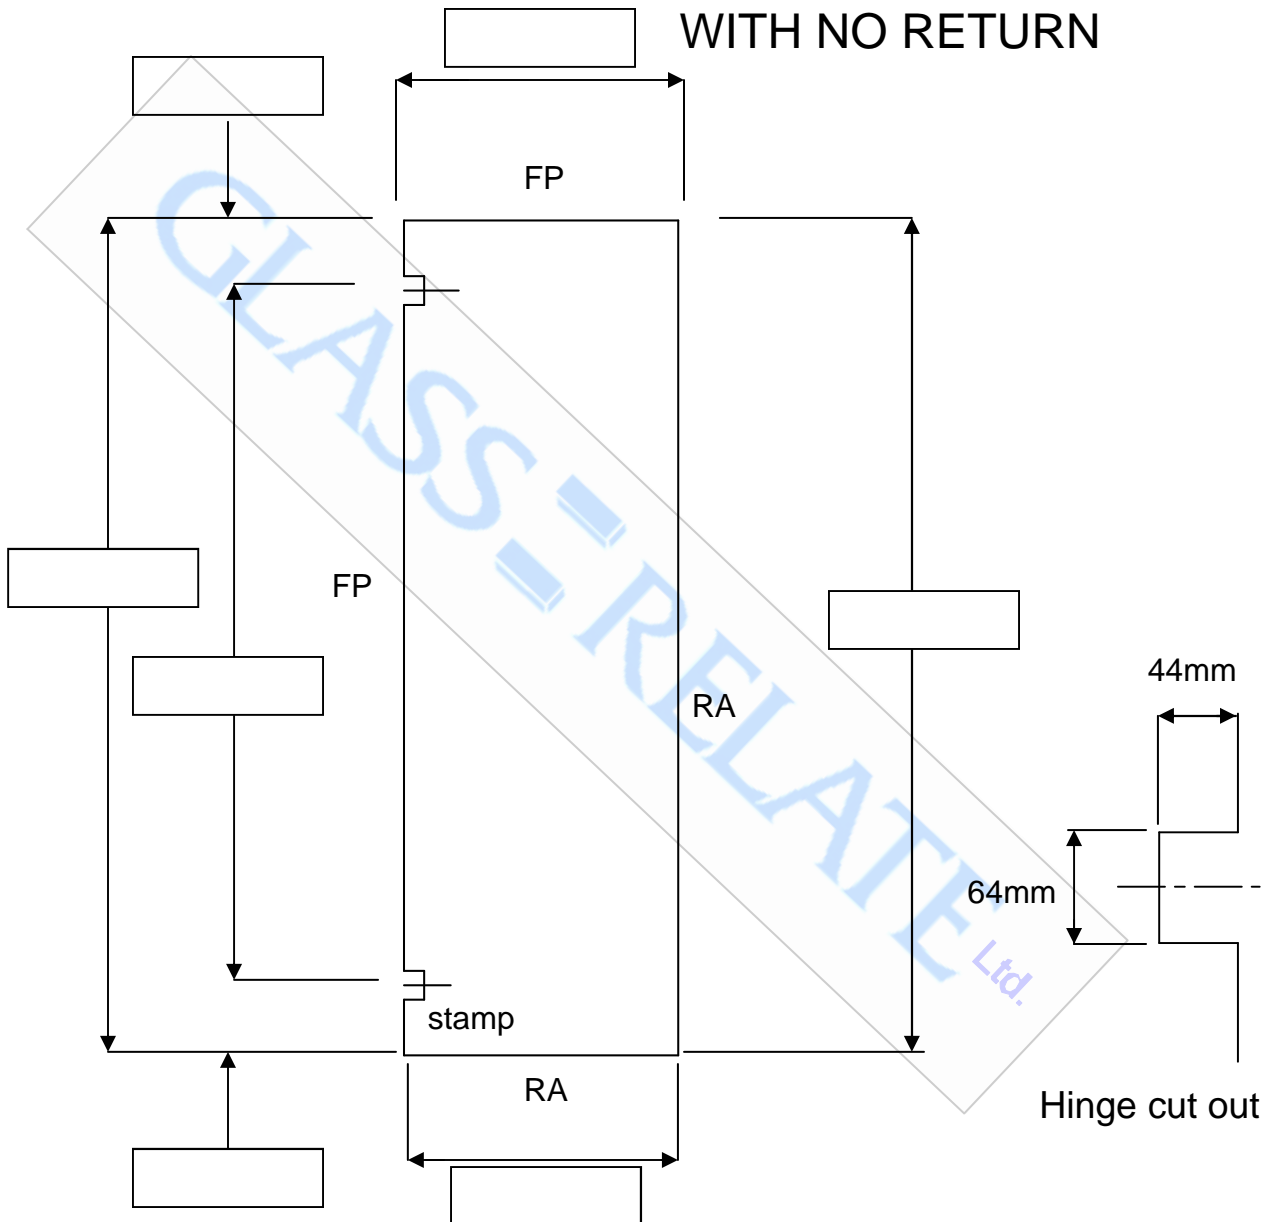 WITH NO RETURN
FP
FP
RA
44mm
64mm
stamp
RA
Hinge cut out
GLASS=RELATE Ltd.